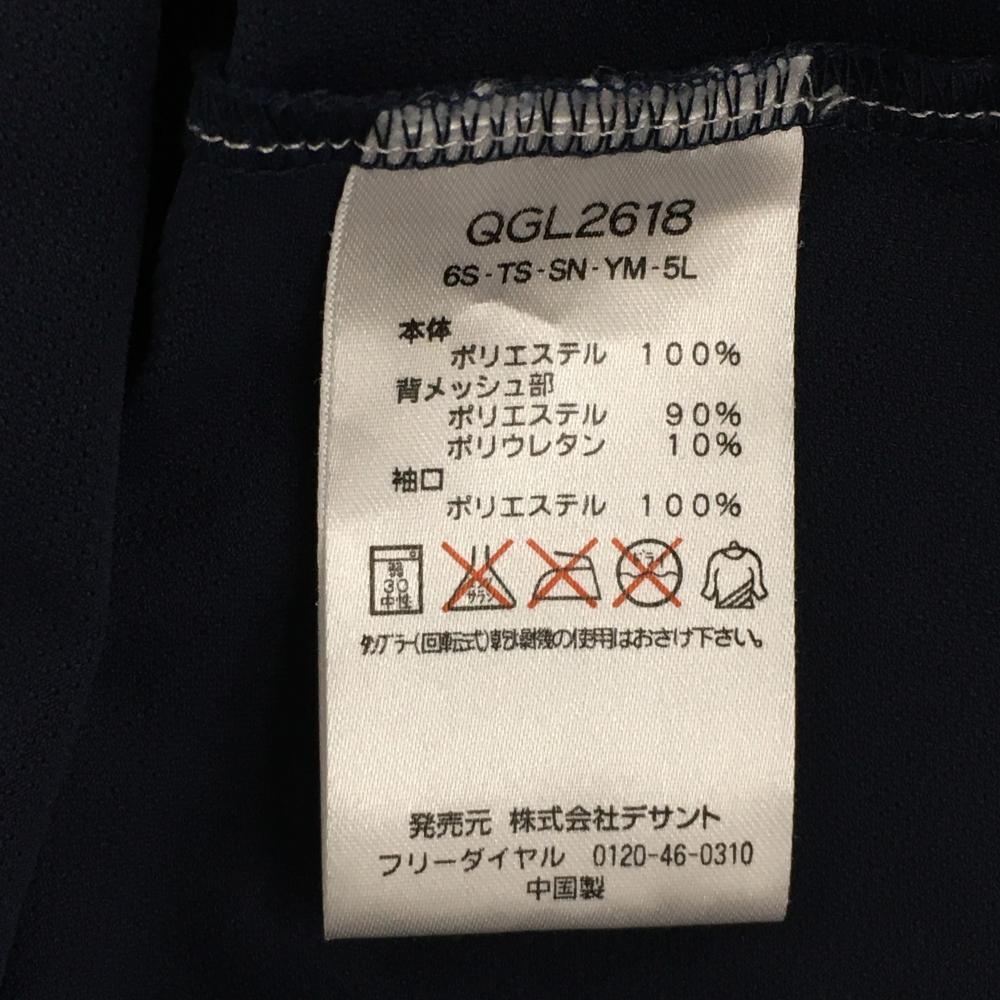 QGL2618
6S-TS-SN-YM-5L
本体
ポリエステル 100%
背メッシュ部
ポリエステル 90%
ポリウレタン 10%
袖口
ポリエステル 100%
弱
30
中性
エンソ
サラシ
ドライ
タンブラー(回転式)乾燥機の使用はおさけ下さい。
発売元 株式会社デサント
フリーダイヤル 0120-46-0310
中国製